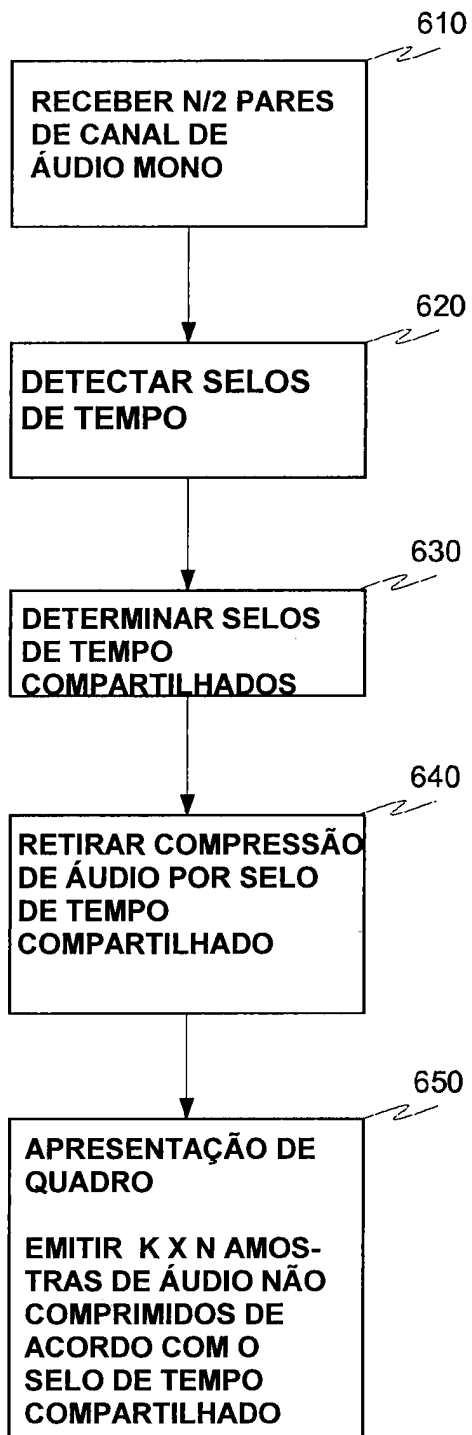 610
RECEBER N/2 PARES
DE CANAL DE
ÁUDIO MONO
620
DETECTAR SELOS
DE TEMPO
630
DETERMINAR SELOS
DE TEMPO
COMPARTILHADOS
640
RETIRAR COMPRESSÃO
DE ÁUDIO POR SELO
DE TEMPO
COMPARTILHADO
650
APRESENTAÇÃO DE
QUADRO
EMITIR K X N AMOS-
TRAS DE ÁUDIO NÃO
COMPRIMIDOS DE
ACORDO COM O
SELO DE TEMPO
COMPARTILHADO